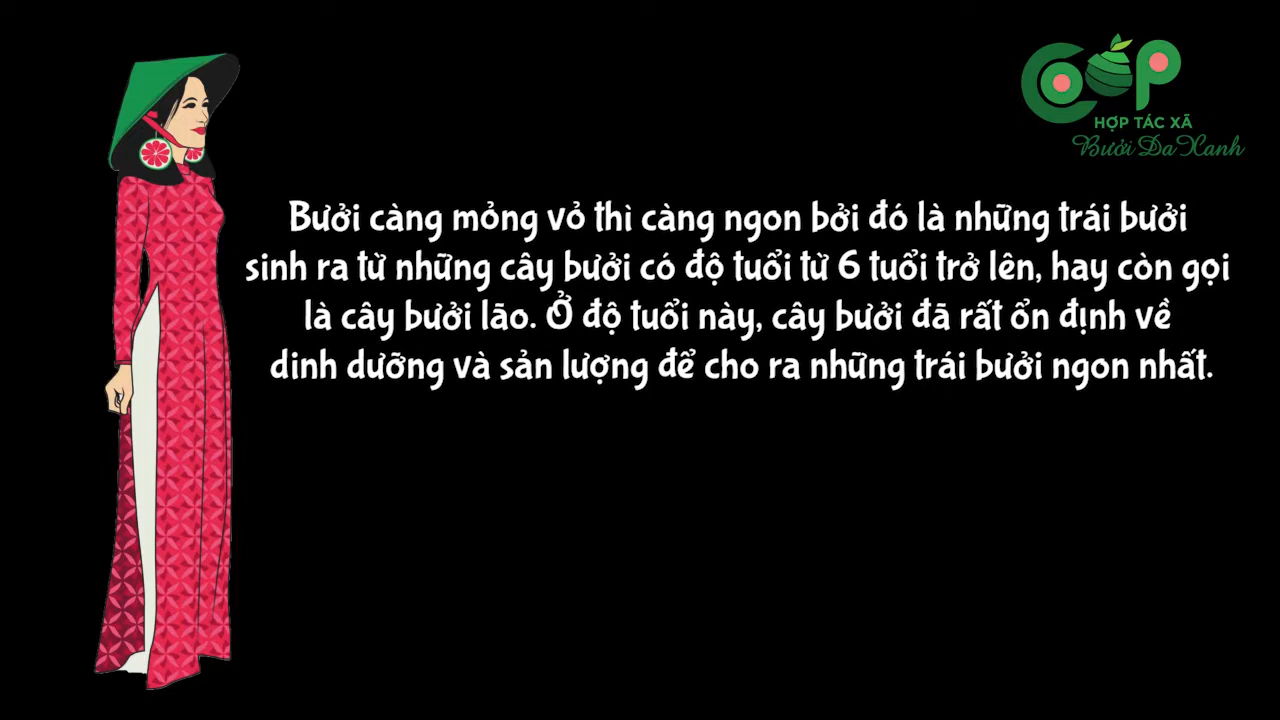 COOP
HỢP TÁC XÃ
Bưởi Da Xanh
Bưởi càng mỏng vỏ thì càng ngon bởi đó là những trái bưởi
sinh ra từ những cây bưởi có độ tuổi từ 6 tuổi trở lên, hay còn gọi
là cây bưởi lão. Ở độ tuổi này, cây bưởi đã rất ổn định về
dinh dưỡng và sản lượng để cho ra những trái bưởi ngon nhất.